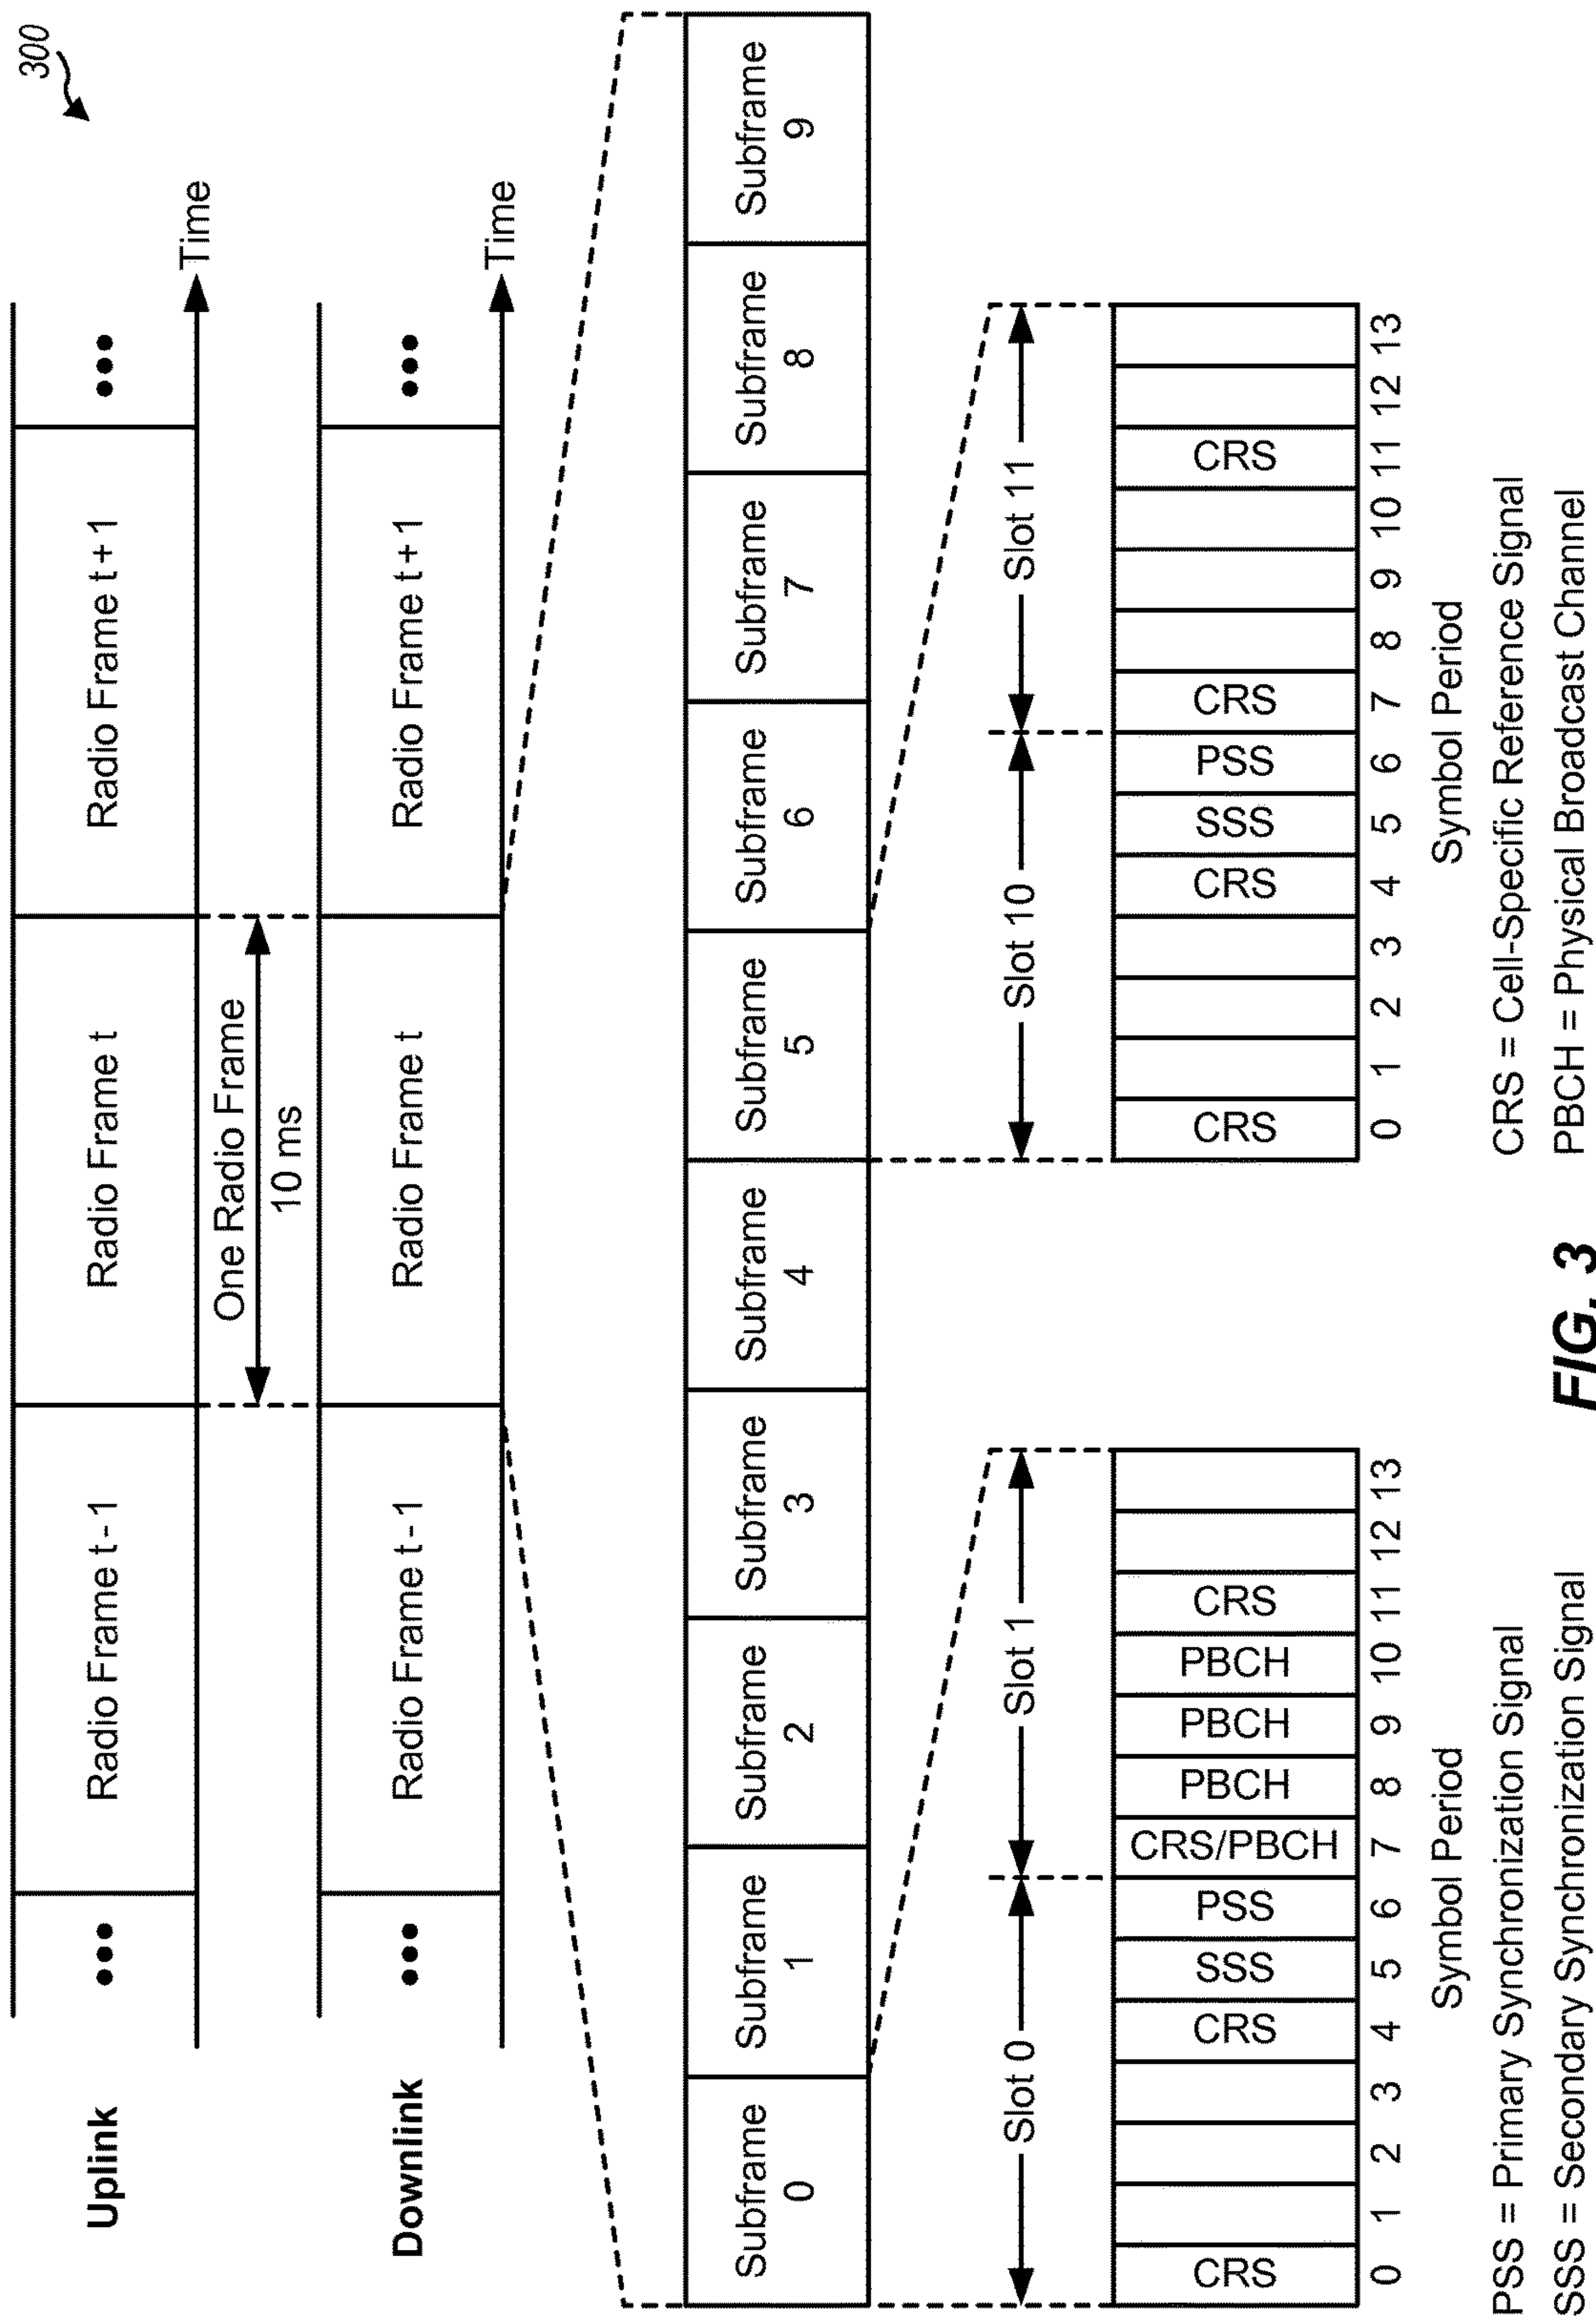 300
Uplink
•••
Radio Frame t - 1
Radio Frame t
Radio Frame t + 1
•••
Time
One Radio Frame
10 ms
Downlink
•••
Radio Frame t - 1
Radio Frame t
Radio Frame t + 1
•••
Time
Subframe
0
Subframe
1
Subframe
2
Subframe
3
Subframe
4
Subframe
5
Subframe
6
Subframe
7
Subframe
8
Subframe
9
Slot 0
Slot 1
CRS
CRS
SSS
PSS
CRS/PBCH
PBCH
PBCH
PBCH
CRS
0 1 2 3 4 5 6 7 8 9 10 11 12 13
Symbol Period
Slot 10
Slot 11
CRS
CRS
SSS
PSS
CRS
CRS
0 1 2 3 4 5 6 7 8 9 10 11 12 13
Symbol Period
PSS = Primary Synchronization Signal
SSS = Secondary Synchronization Signal
CRS = Cell-Specific Reference Signal
PBCH = Physical Broadcast Channel
FIG. 3